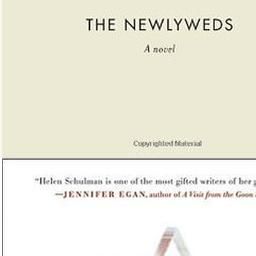 THE NEWLYWEDS
A novel
Copyrighted Material
"Helen Schulman is one of the most gifted writers of her
—JENNIFER EGAN, author of A Visit from the Goon